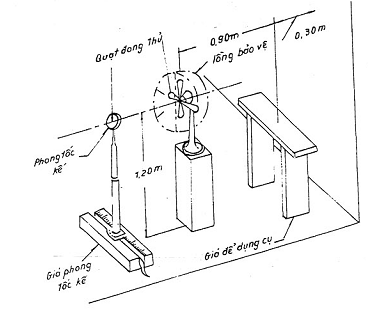 Quạt đang thử
0,90m
0,30m
lồng bảo vệ
Phong tốc
kế
1,20m
Giá phong
tốc kế
Giá để dụng cụ